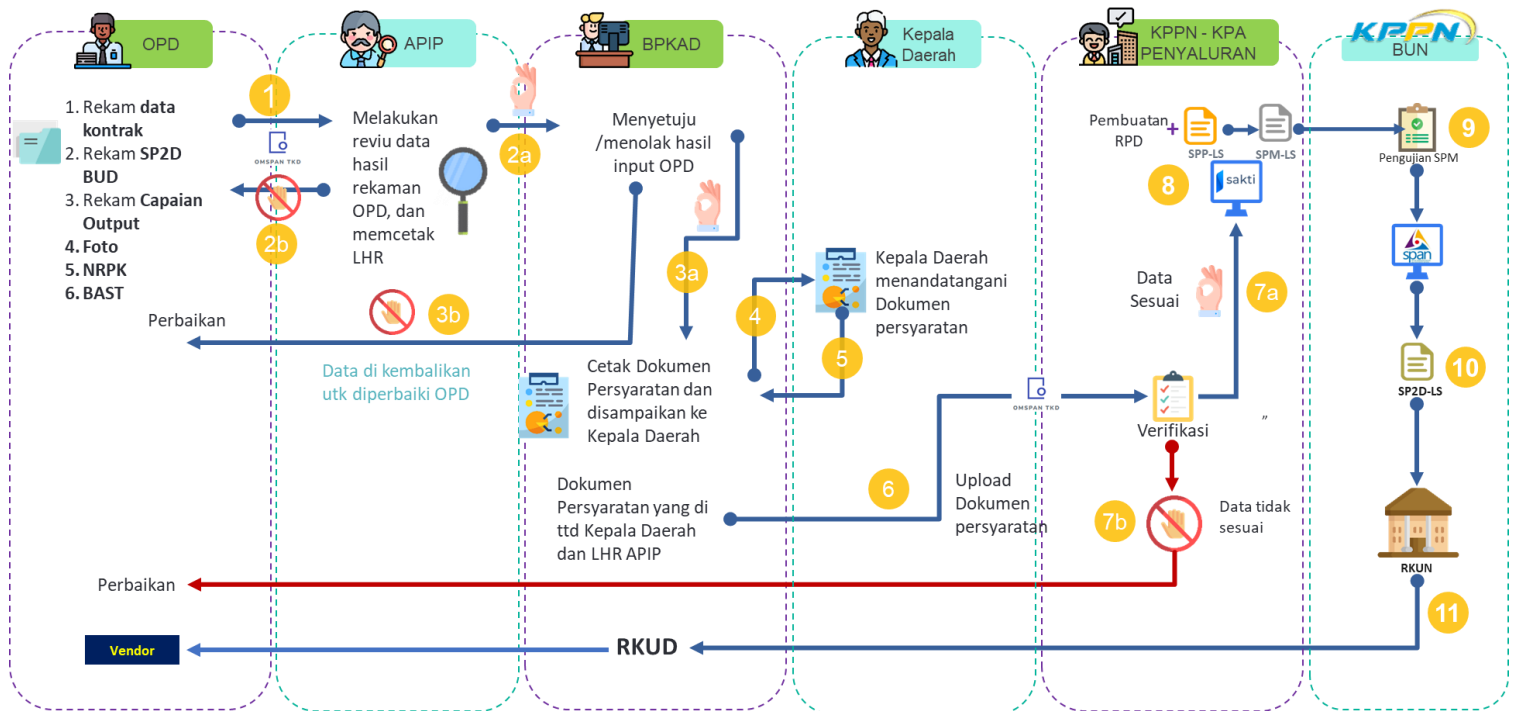 OPD
APIP
BPKAD
Kepala
Daerah
KPPN - KPA
PENYALURAN
KPPN
BUN
1. Rekam data
kontrak
2. Rekam SP2D
BUD
3. Rekam Capaian
Output
4. Foto
5. NRPK
6. BAST
1
OMSPAN TKD
2b
Melakukan
reviu data
hasil
rekaman
OPD, dan
memcetak
LHR
2a
Menyetuju
/menolak hasil
input OPD
3a
3b
Perbaikan
Data di kembalikan
utk diperbaiki OPD
Cetak Dokumen
Persyaratan dan
disampaikan ke
Kepala Daerah
4
5
Kepala Daerah
menandatangani
Dokumen
persyaratan
Dokumen
Persyaratan yang di
ttd Kepala Daerah
dan LHR APIP
6
OMSPAN TKD
Upload
Dokumen
persyaratan
Verifikasi
”
7a
Data
Sesuai
7b
Data tidak
sesuai
Perbaikan
8
Pembuatan
RPD
+
SPP-LS
SPM-LS
sakti
9
Pengujian SPM
span
10
SP2D-LS
RKUN
11
RKUD
Vendor